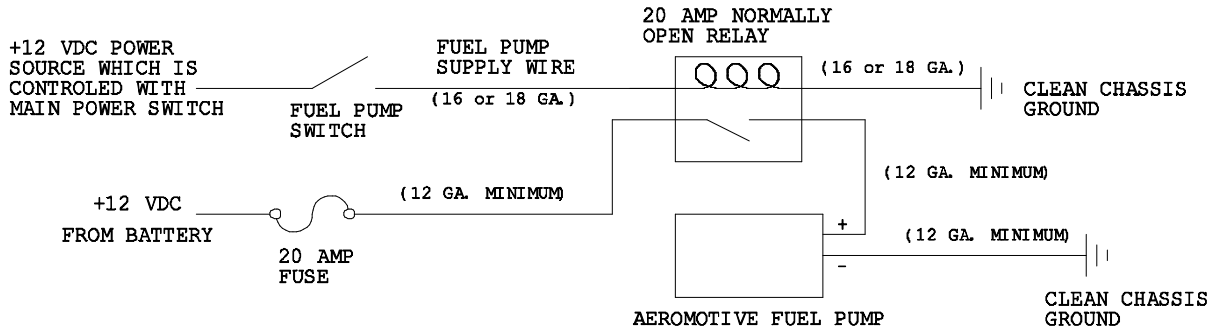 20 AMP NORMALLY
OPEN RELAY
+12 VDC POWER
SOURCE WHICH IS
CONTROLED WITH
MAIN POWER SWITCH
FUEL PUMP
SUPPLY WIRE
(16 or 18 GA.)
FUEL PUMP
SWITCH
(16 or 18 GA.)
CLEAN CHASSIS
GROUND
(12 GA. MINIMUM)
(12 GA. MINIMUM)
+12 VDC
FROM BATTERY
20 AMP
FUSE
+
-
(12 GA. MINIMUM)
CLEAN CHASSIS
GROUND
AEROMOTIVE FUEL PUMP